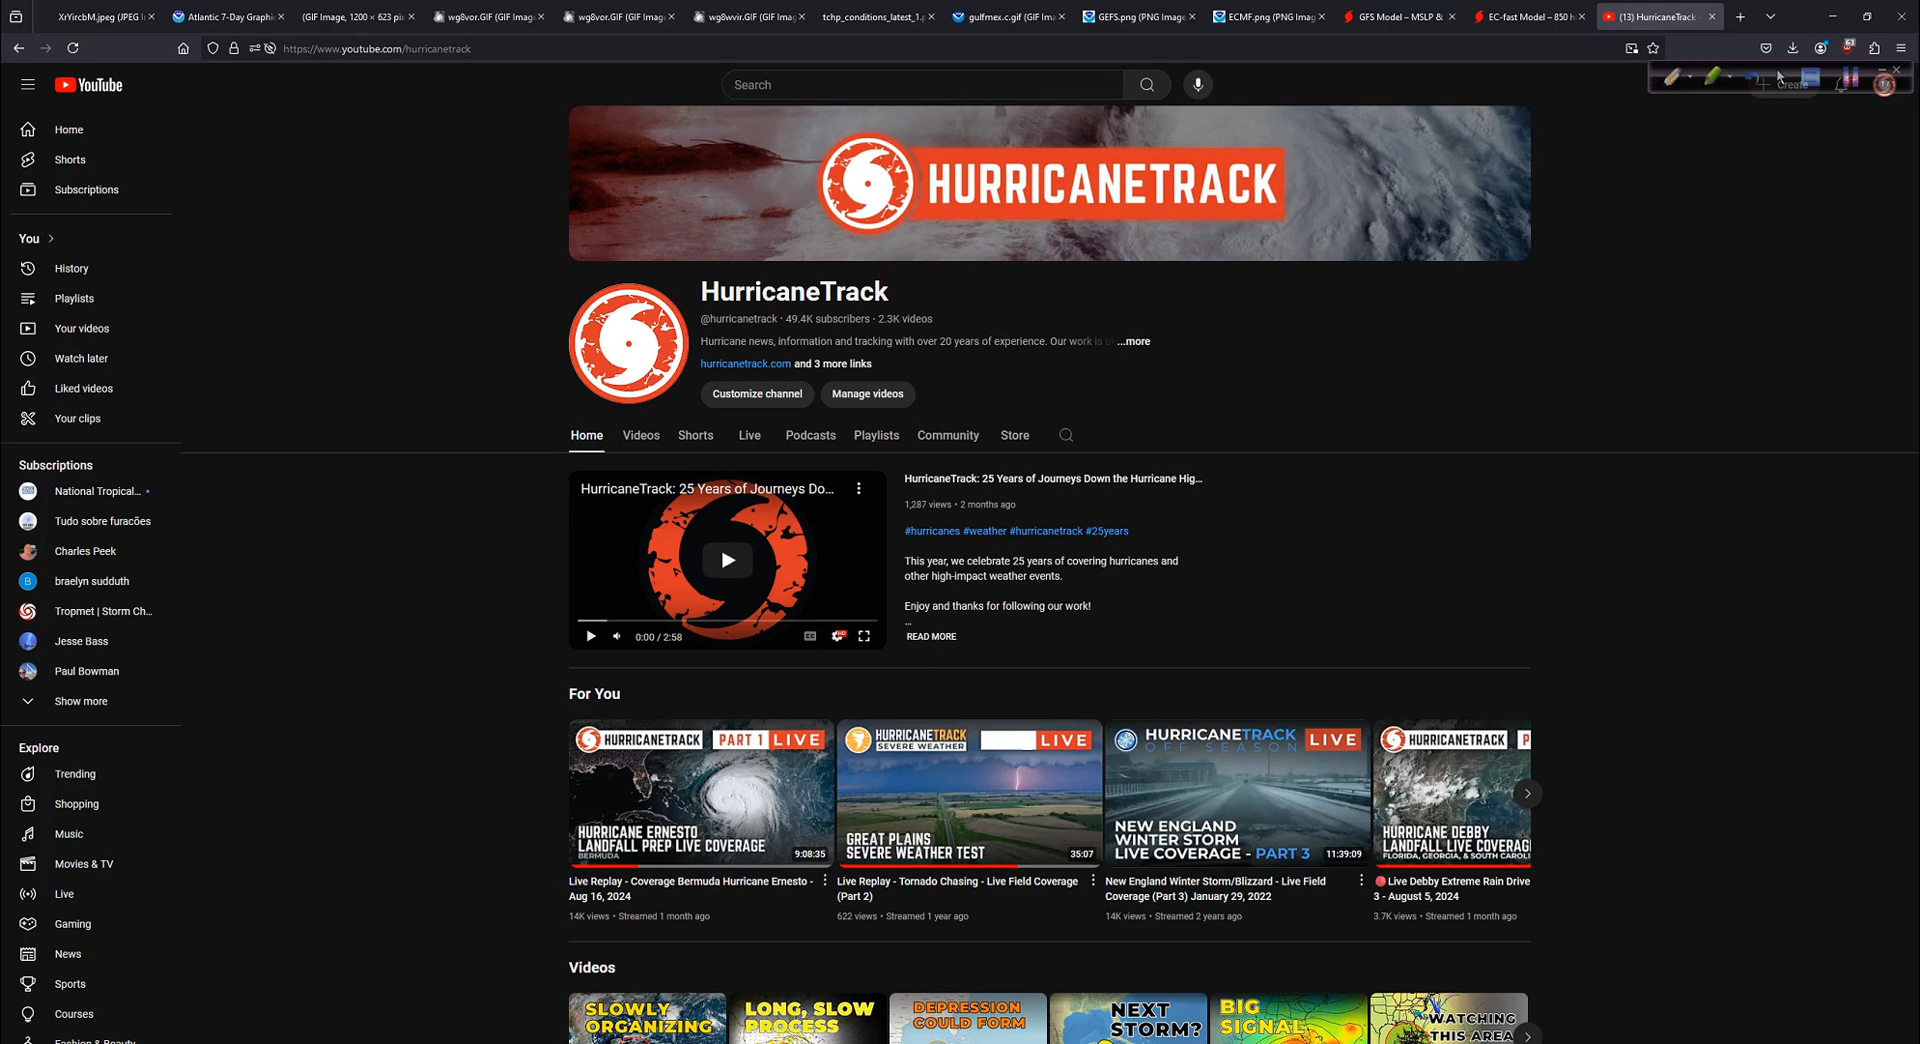 XrYircbM.jpeg (JPEG I
Atlantic 7-Day Graphi
(GIF Image, 1200 × 623 pi
wg8vor.GIF (GIF Imag
wg8vor.GIF (GIF Imag
wg8wvir.GIF (GIF Imag
tchp_conditions_latest_1.p
gulfmex.c.gif (GIF Im
GEFS.png (PNG Image
ECMF.png (PNG Imag
GFS Model – MSLP &
EC-fast Model – 850 h
(13) HurricaneTrack -
https://www.youtube.com/hurricanetrack
63
YouTube
Search
Create
HURRICANETRACK
Home
Shorts
Subscriptions
You
History
Playlists
Your videos
Watch later
Liked videos
Your clips
Subscriptions
National Tropical...
Tudo sobre furacões
Charles Peek
B braelyn sudduth
Tropmet | Storm Ch...
Jesse Bass
Paul Bowman
Show more
Explore
Trending
Shopping
Music
Movies & TV
Live
Gaming
News
Sports
Courses
Fashion & Beauty
HurricaneTrack
@hurricanetrack • 49.4K subscribers • 2.3K videos
Hurricane news, information and tracking with over 20 years of experience. Our work is u ...more
hurricanetrack.com and 3 more links
Customize channel
Manage videos
Home Videos Shorts Live Podcasts Playlists Community Store
HurricaneTrack: 25 Years of Journeys Do...
0:00 / 2:58
HD
HurricaneTrack: 25 Years of Journeys Down the Hurricane Hig...
1,287 views • 2 months ago
#hurricanes #weather #hurricanetrack #25years
This year, we celebrate 25 years of covering hurricanes and
other high-impact weather events.
Enjoy and thanks for following our work!
...
READ MORE
For You
HURRICANETRACK PART 1 LIVE
HURRICANE ERNESTO
LANDFALL PREP LIVE COVERAGE
BERMUDA
9:08:35
Live Replay - Coverage Bermuda Hurricane Ernesto -
Aug 16, 2024
14K views • Streamed 1 month ago
HURRICANETRACK
SEVERE WEATHER
LIVE
GREAT PLAINS
SEVERE WEATHER TEST
35:07
Live Replay - Tornado Chasing - Live Field Coverage
(Part 2)
622 views • Streamed 1 year ago
HURRICANETRACK
OFF SEASON
LIVE
NEW ENGLAND
WINTER STORM
LIVE COVERAGE - PART 3
11:39:09
New England Winter Storm/Blizzard - Live Field
Coverage (Part 3) January 29, 2022
14K views • Streamed 2 years ago
HURRICANETRACK P
HURRICANE DEBBY
LANDFALL LIVE COVERAGE
FLORIDA, GEORGIA, & SOUTH CAROLI
Live Debby Extreme Rain Drive
3 - August 5, 2024
3.7K views • Streamed 1 month ago
Videos
SLOWLY
ORGANIZING
LONG, SLOW
PROCESS
DEPRESSION
COULD FORM
NEXT
STORM?
BIG
SIGNAL
WATCHING
THIS AREA